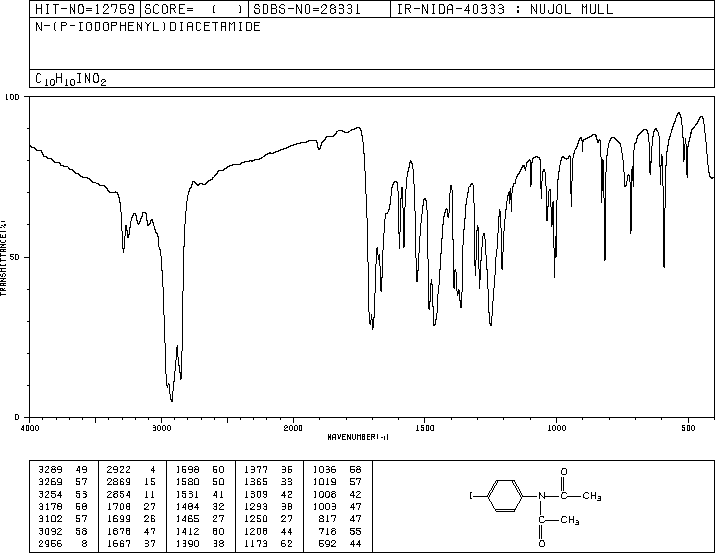 HIT-NO=12759 SCORE= ( ) SDBS-NO=28331 IR-NIDA-40333 : NUJOL MULL
N-(P-IODOPHENYL)DIACETAMIDE
C10H10INO2
100
50
0
TRANSMITTANCE(%)
4000 3000 2000 1500 1000 500
WAVENUMBER(-1)
3289 49 2922 4 1598 50 1377 36 1036 58
3269 57 2869 15 1580 50 1365 33 1019 57
3254 53 2854 11 1531 41 1309 42 1008 42
3178 58 1708 27 1484 32 1293 38 1003 47
3102 57 1699 26 1465 27 1250 27 817 47
3092 58 1678 47 1412 60 1208 44 718 55
2956 8 1667 37 1390 38 1173 62 592 44
O
I N CH3
CH3
O